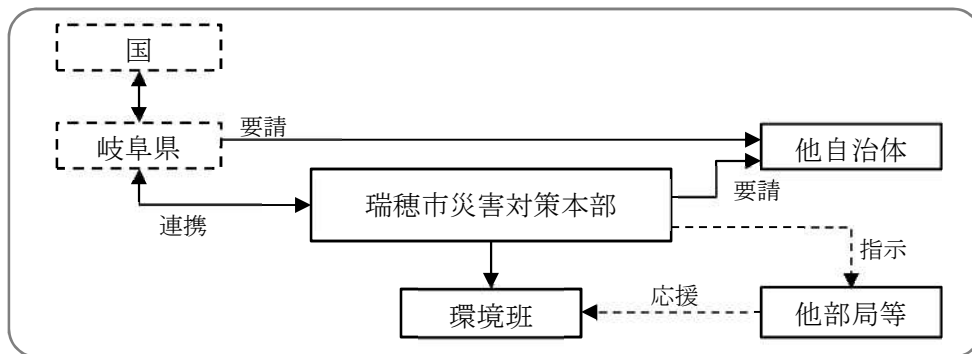 国
岐阜県
要請
他自治体
瑞穂市災害対策本部
要請
連携
指示
環境班
応援
他部局等